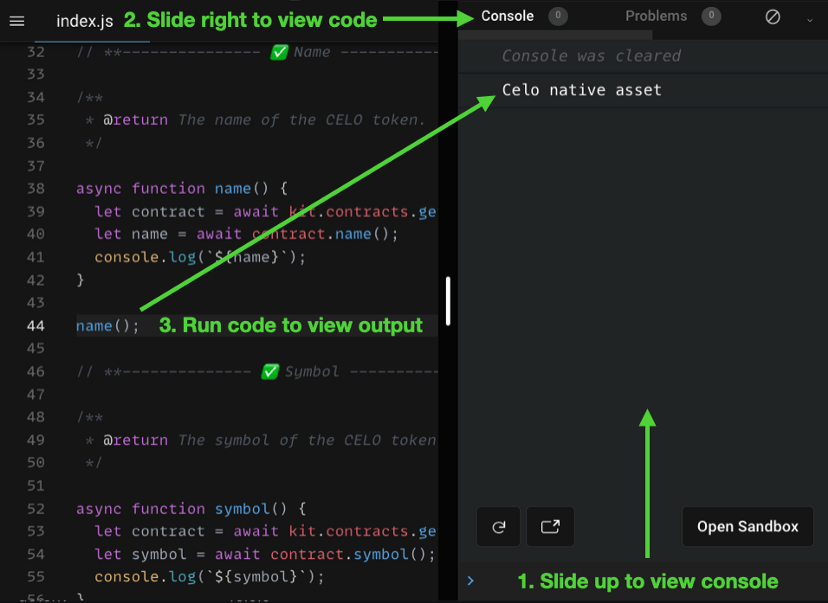 index.js
2. Slide right to view code
Console 0
Problems 0
Console was cleared
Celo native asset
32 // **--------------- ✅ Name -----------
33
34 /**
35 * @return The name of the CELO token.
36 */
37
38 async function name() {
39 let contract = await kit.contracts.ge
40 let name = await contract.name();
41 console.log(`${name}`);
42 }
43
44 name();
3. Run code to view output
45
46 // **-------------- ✅ Symbol ----------
47
48 /**
49 * @return The symbol of the CELO token
50 */
51
52 async function symbol() {
53 let contract = await kit.contracts.ge
54 let symbol = await contract.symbol();
55 console.log(`${symbol}`);
56 }
Open Sandbox
1. Slide up to view console